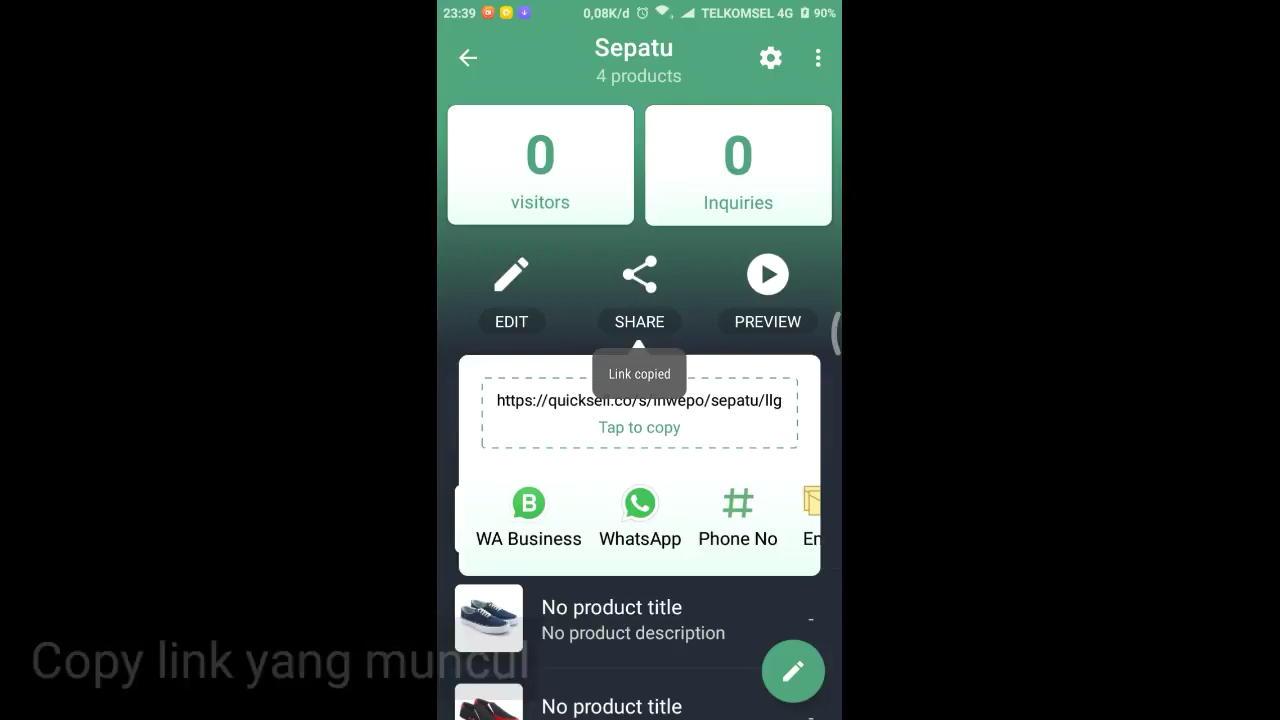 23:39
0,08K/d
TELKOMSEL 4G
90%
Sepatu
4 products
0
visitors
0
Inquiries
EDIT
SHARE
PREVIEW
Link copied
https://quicksell.co/s/inwepo/sepatu/llg
Tap to copy
WA Business
WhatsApp
Phone No
En
No product title
No product description
-
Copy link yang muncul
No product title
-